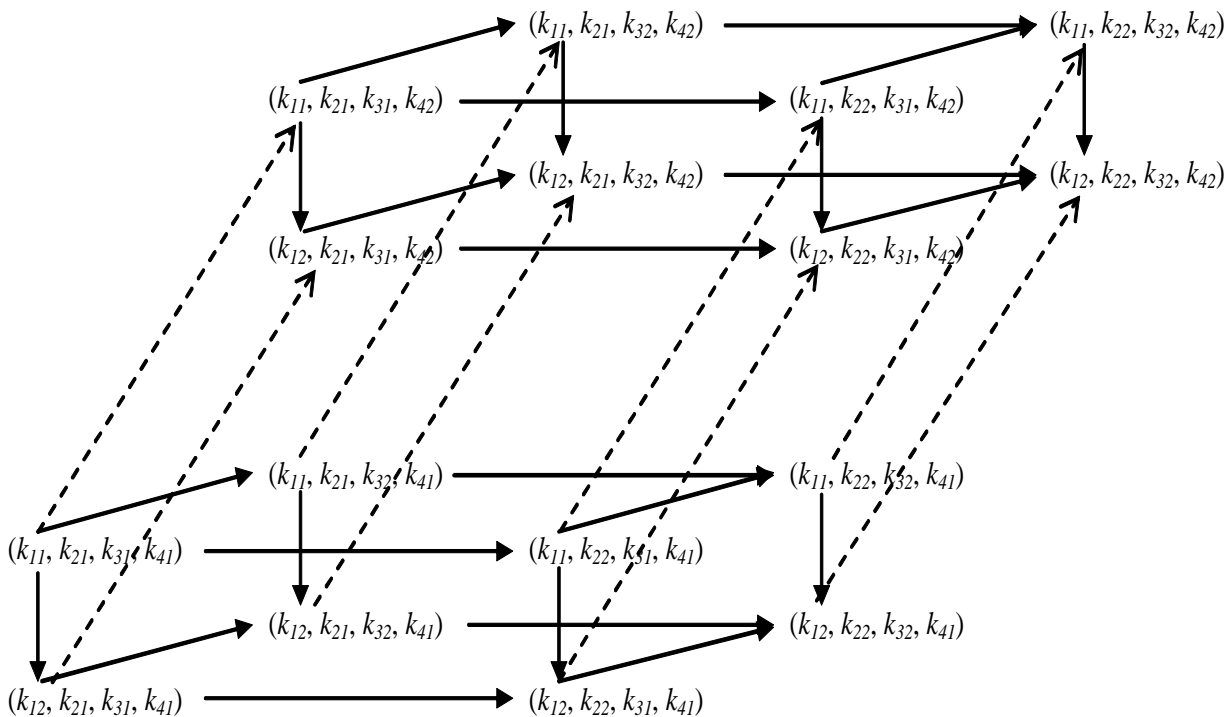 (k11, k21, k32, k42) (k11, k22, k32, k42)
(k11, k21, k31, k42) (k11, k22, k31, k42)
(k12, k21, k32, k42) (k12, k22, k32, k42)
(k12, k21, k31, k42) (k12, k22, k31, k42)
(k11, k21, k32, k41) (k11, k22, k32, k41)
(k11, k21, k31, k41) (k11, k22, k31, k41)
(k12, k21, k32, k41) (k12, k22, k32, k41)
(k12, k21, k31, k41) (k12, k22, k31, k41)